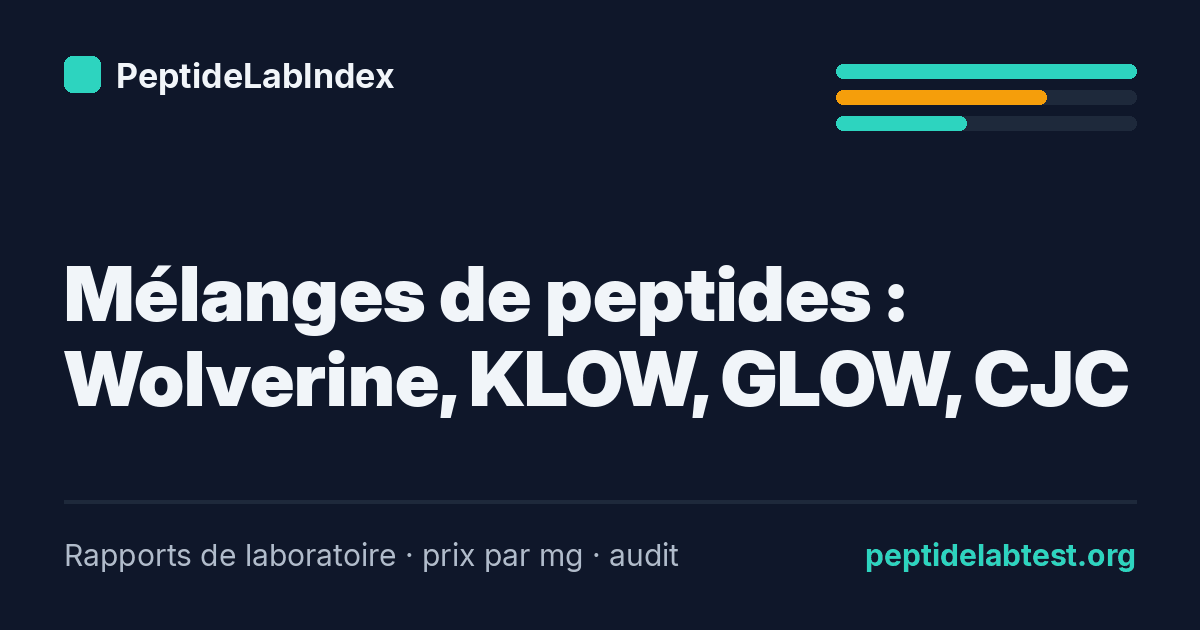 PeptideLabIndex
Mélanges de peptides :
Wolverine, KLOW, GLOW, CJC
Rapports de laboratoire · prix par mg · audit
peptidelabtest.org